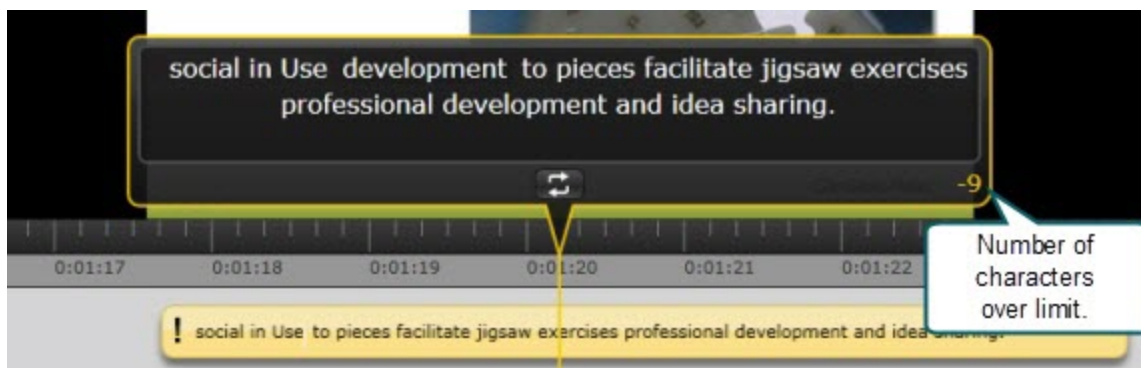 social in Use development to pieces facilitate jigsaw exercises
professional development and idea sharing.
-9
Number of
characters
over limit.
0:01:17 0:01:18 0:01:19 0:01:20 0:01:21 0:01:22
! social in Use to pieces facilitate jigsaw exercises professional development and idea sharing.